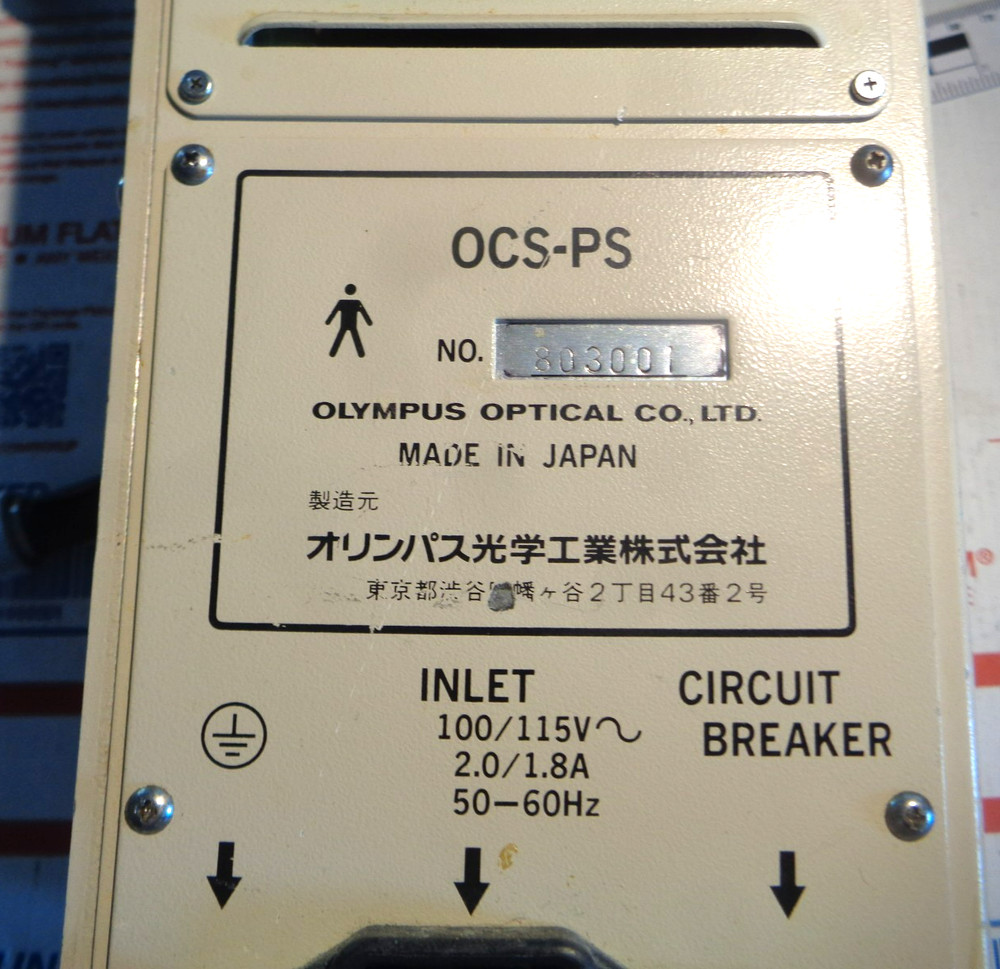 OCS-PS
NO. 803001
OLYMPUS OPTICAL CO., LTD.
MADE IN JAPAN
製造元
オリンパス光学工業株式会社
東京都渋谷 幡ヶ谷2丁目43番2号
INLET
100/115V~
2.0/1.8A
50-60Hz
CIRCUIT
BREAKER
UM FLAT